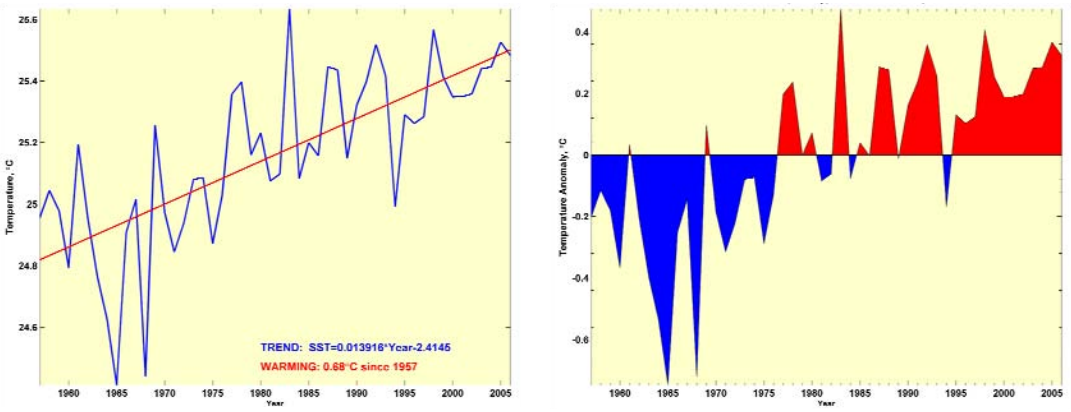 25.6
25.4
25.2
25
24.8
24.6
Temperature, °C
TREND: SST=0.013916*Year-2.4145
WARMING: 0.68°C since 1957
1960 1965 1970 1975 1980 1985 1990 1995 2000 2005
Year
0.4
0.2
0
-0.2
-0.4
-0.6
Temperature Anomaly, °C
1960 1965 1970 1975 1980 1985 1990 1995 2000 2005
Year